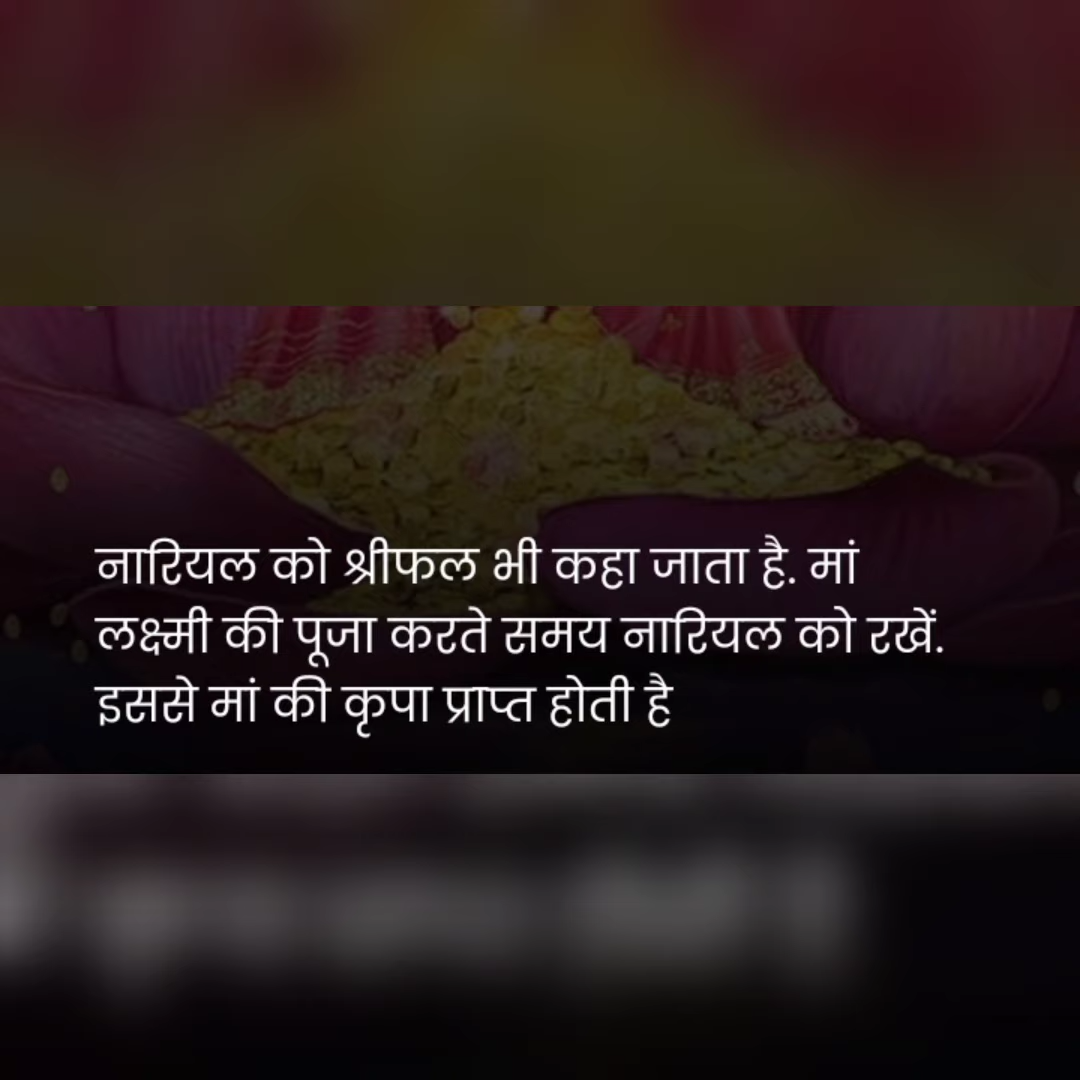 नारियल को श्रीफल भी कहा जाता है. मां
लक्ष्मी की पूजा करते समय नारियल को रखें.
इससे मां की कृपा प्राप्त होती है